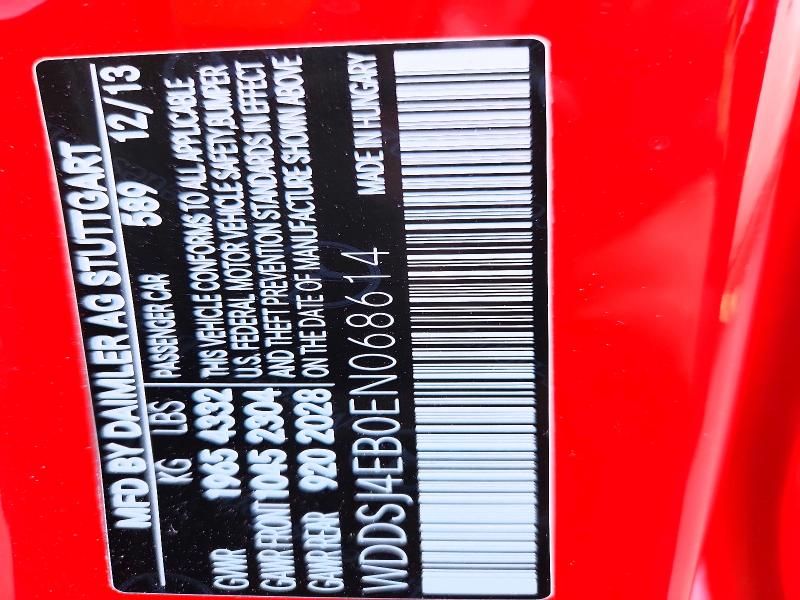 MFD BY DAIMLER AG STUTTGART
KG LBS PASSENGER CAR 589 12/13
GVWR 1965 4332
GAWR FRONT 1045 2304
GAWR REAR 920 2028
THIS VEHICLE CONFORMS TO ALL APPLICABLE
U.S. FEDERAL MOTOR VEHICLE SAFETY, BUMPER
AND THEFT PREVENTION STANDARDS IN EFFECT
ON THE DATE OF MANUFACTURE SHOWN ABOVE
WDDSJ4EB0EN068614 MADE IN HUNGARY